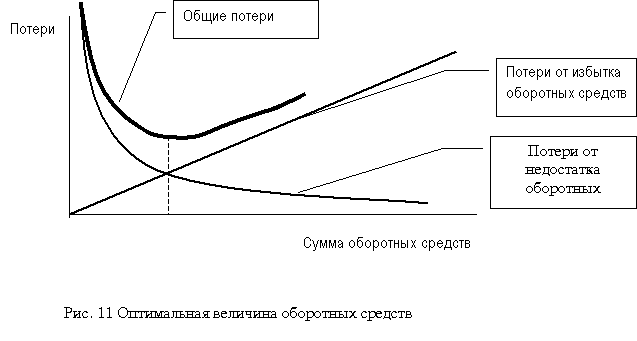 Потери
Общие потери
Потери от избытка
оборотных средств
Потери от
недостатка
оборотных
Сумма оборотных средств
Рис. 11 Оптимальная величина оборотных средств